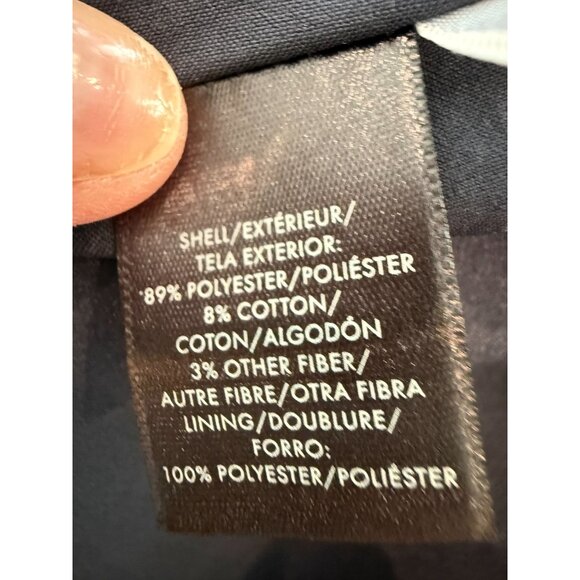 SHELL/EXTÉRIEUR/
TELA EXTERIOR:
89% POLYESTER/POLIÉSTER
8% COTTON/
COTON/ALGODÓN
3% OTHER FIBER/
AUTRE FIBRE/OTRA FIBRA
LINING/DOUBLURE/
FORRO:
100% POLYESTER/POLIÉSTER